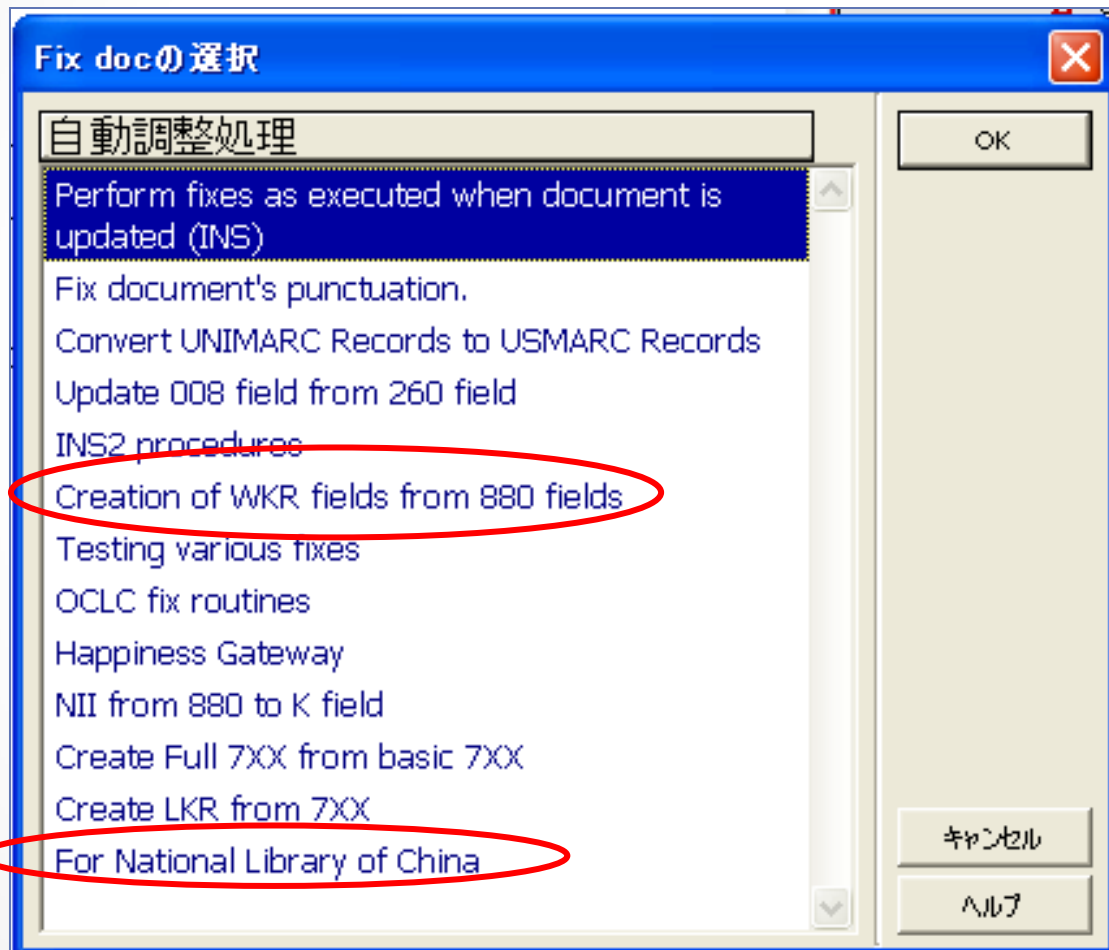 Fix docの選択
自動調整処理
OK
Perform fixes as executed when document is
updated (INS)
Fix document's punctuation.
Convert UNIMARC Records to USMARC Records
Update 008 field from 260 field
INS2 procedures
Creation of WKR fields from 880 fields
Testing various fixes
OCLC fix routines
Happiness Gateway
NII from 880 to K field
Create Full 7XX from basic 7XX
Create LKR from 7XX
For National Library of China
キャンセル
ヘルプ